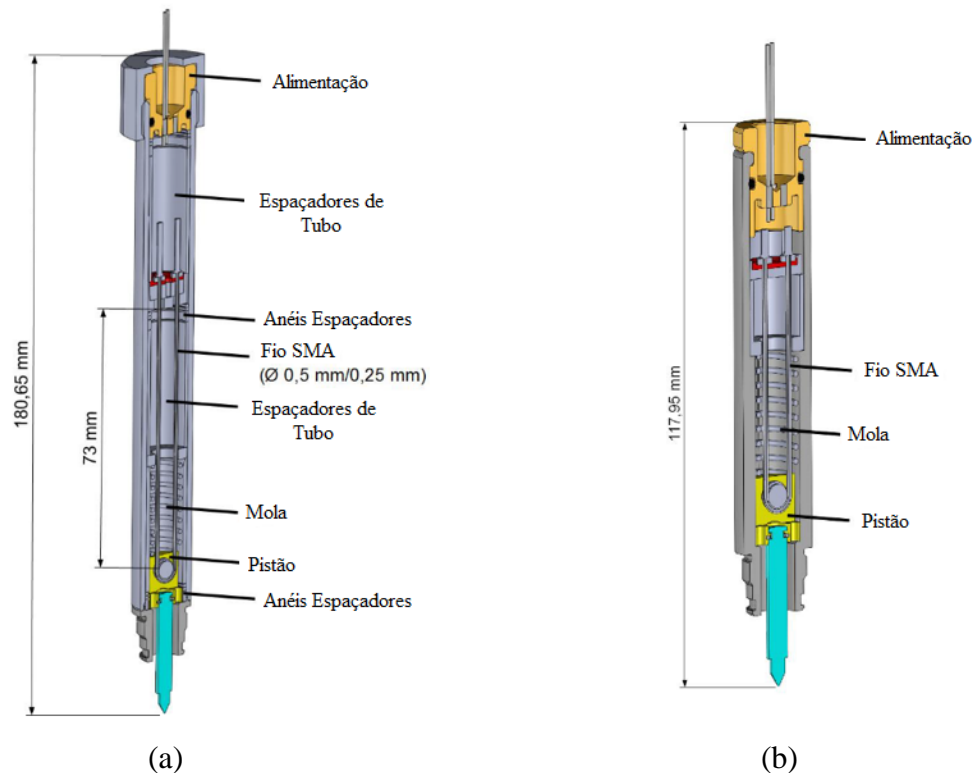 Alimentação
Espaçadores de
Tubo
Anéis Espaçadores
Fio SMA
(Ø 0,5 mm/0,25 mm)
Espaçadores de
Tubo
Mola
Pistão
Anéis Espaçadores
180,65 mm
73 mm
(a)
Alimentação
Fio SMA
Mola
Pistão
117,95 mm
(b)